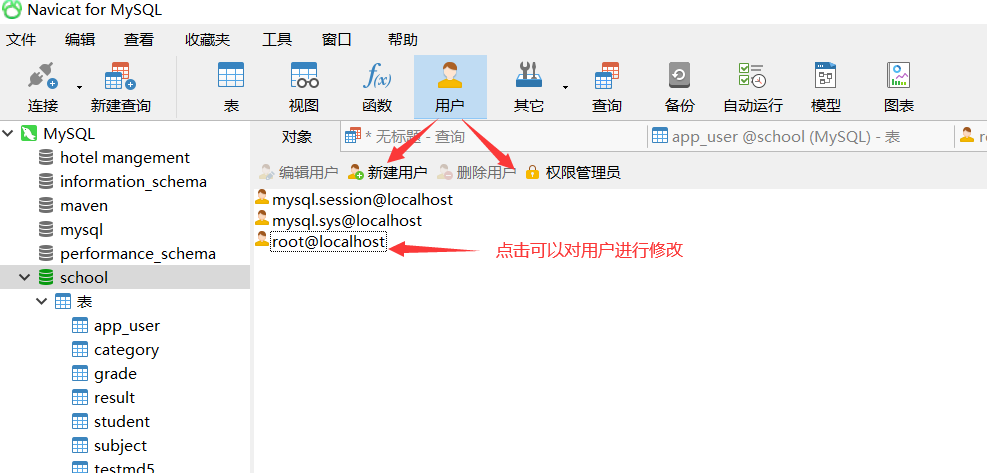 Navicat for MySQL
文件 编辑 查看 收藏夹 工具 窗口 帮助
连接 新建查询 表 视图 函数 用户 其它 查询 备份 自动运行 模型 图表
MySQL
hotel mangement
information_schema
maven
mysql
performance_schema
school
表
app_user
category
grade
result
student
subject
testmd5
对象 * 无标题 - 查询 app_user @school (MySQL) - 表
编辑用户 新建用户 删除用户 权限管理员
mysql.session@localhost
mysql.sys@localhost
root@localhost
点击可以对用户进行修改